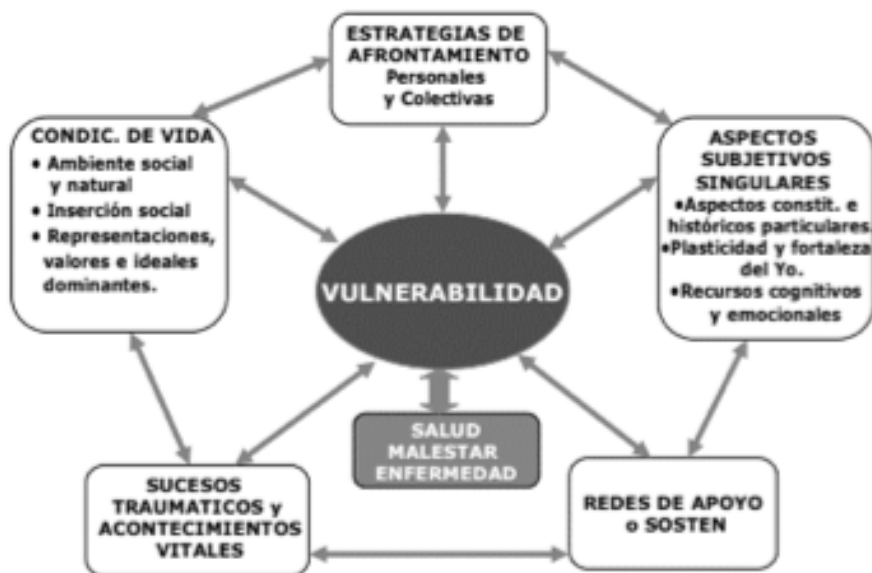 ESTRATEGIAS DE
AFRONTAMIENTO
Personales
y Colectivas
CONDIC. DE VIDA
• Ambiente social
y natural
• Inserción social
• Representaciones,
valores e ideales
dominantes.
ASPECTOS
SUBJETIVOS
SINGULARES
•Aspectos constit. e
históricos particulares.
•Plasticidad y fortaleza
del Yo.
•Recursos cognitivos
y emocionales
VULNERABILIDAD
SALUD
MALESTAR
ENFERMEDAD
SUCESOS
TRAUMATICOS y
ACONTECIMIENTOS
VITALES
REDES DE APOYO
o SOSTEN